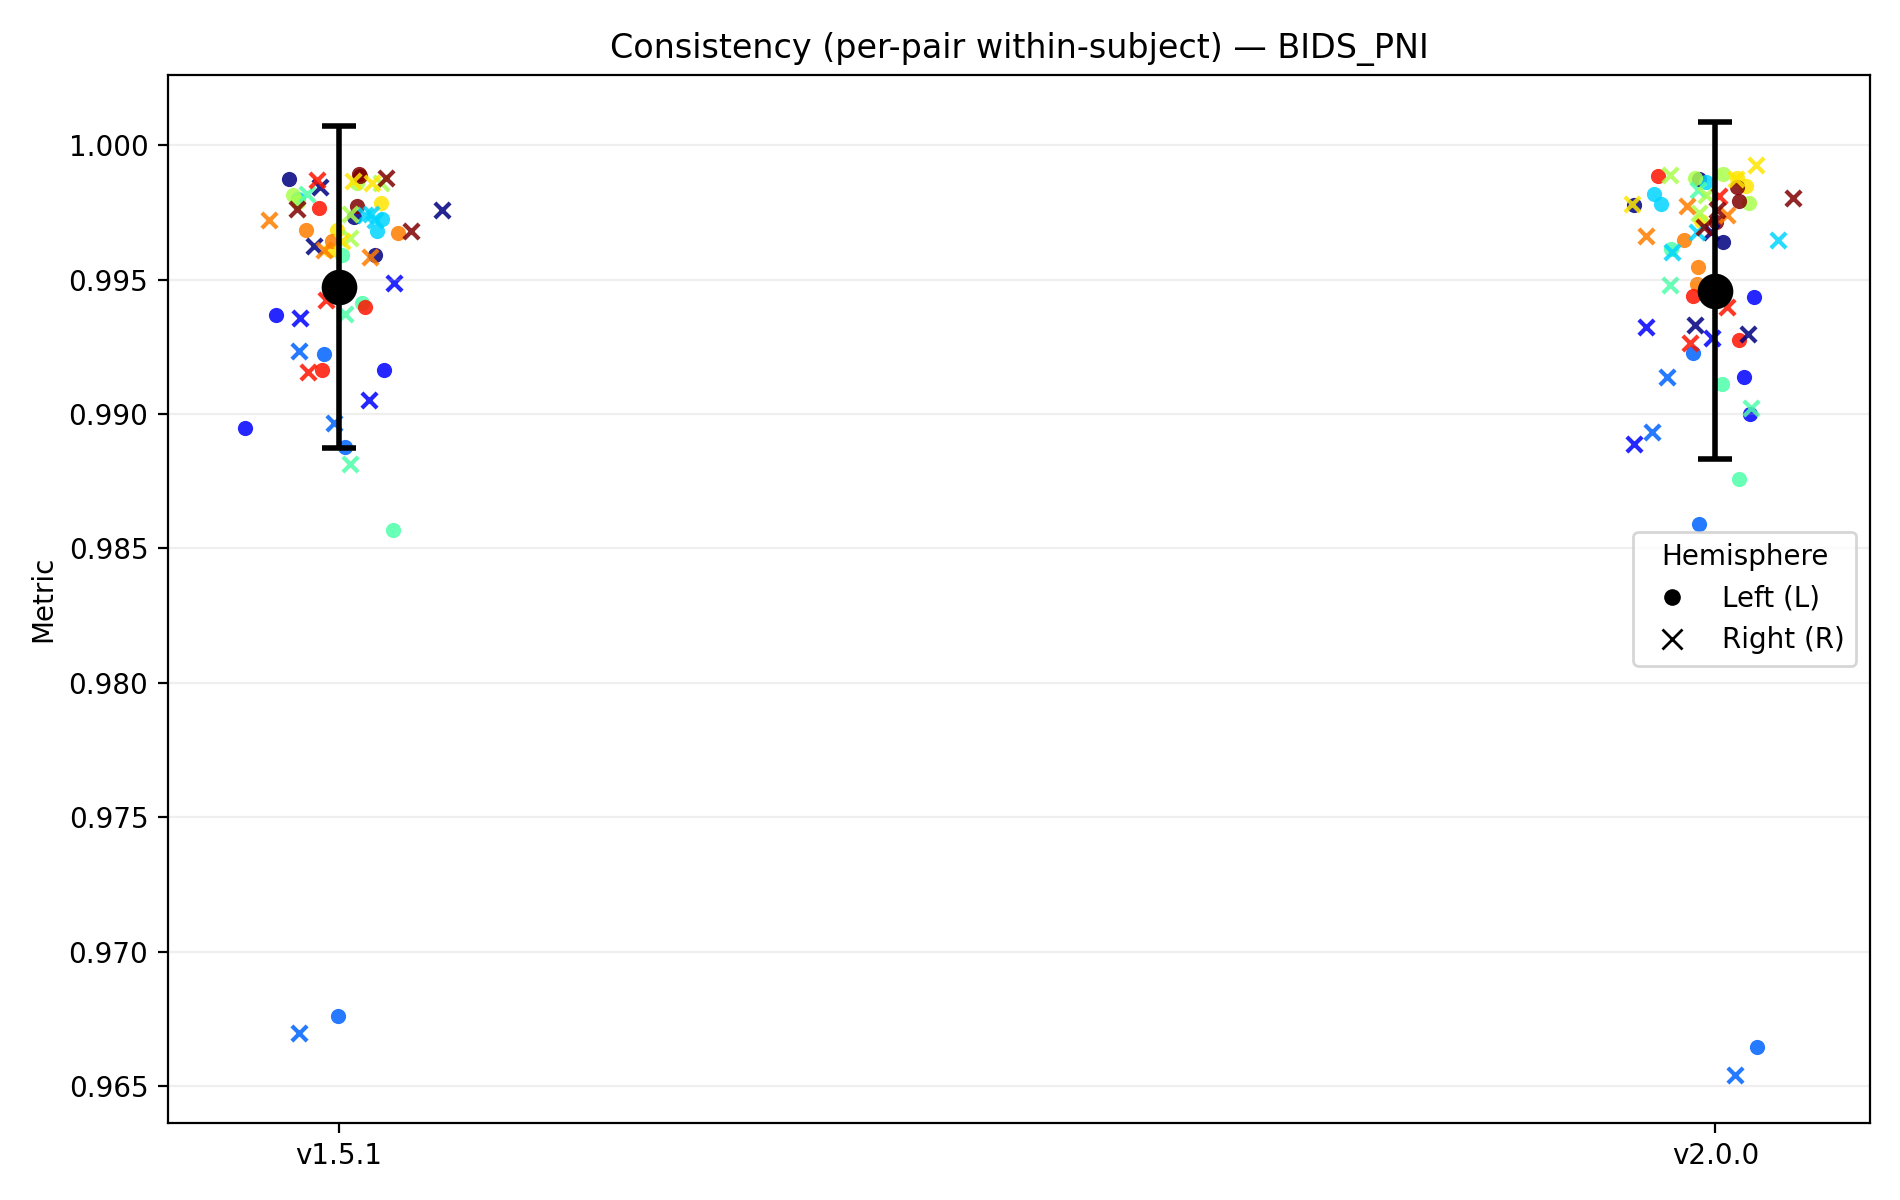 Consistency (per-pair within-subject) — BIDS_PNI
1.000
0.995
0.990
0.985
0.980
0.975
0.970
0.965
Metric
Hemisphere
Left (L)
Right (R)
v1.5.1
v2.0.0